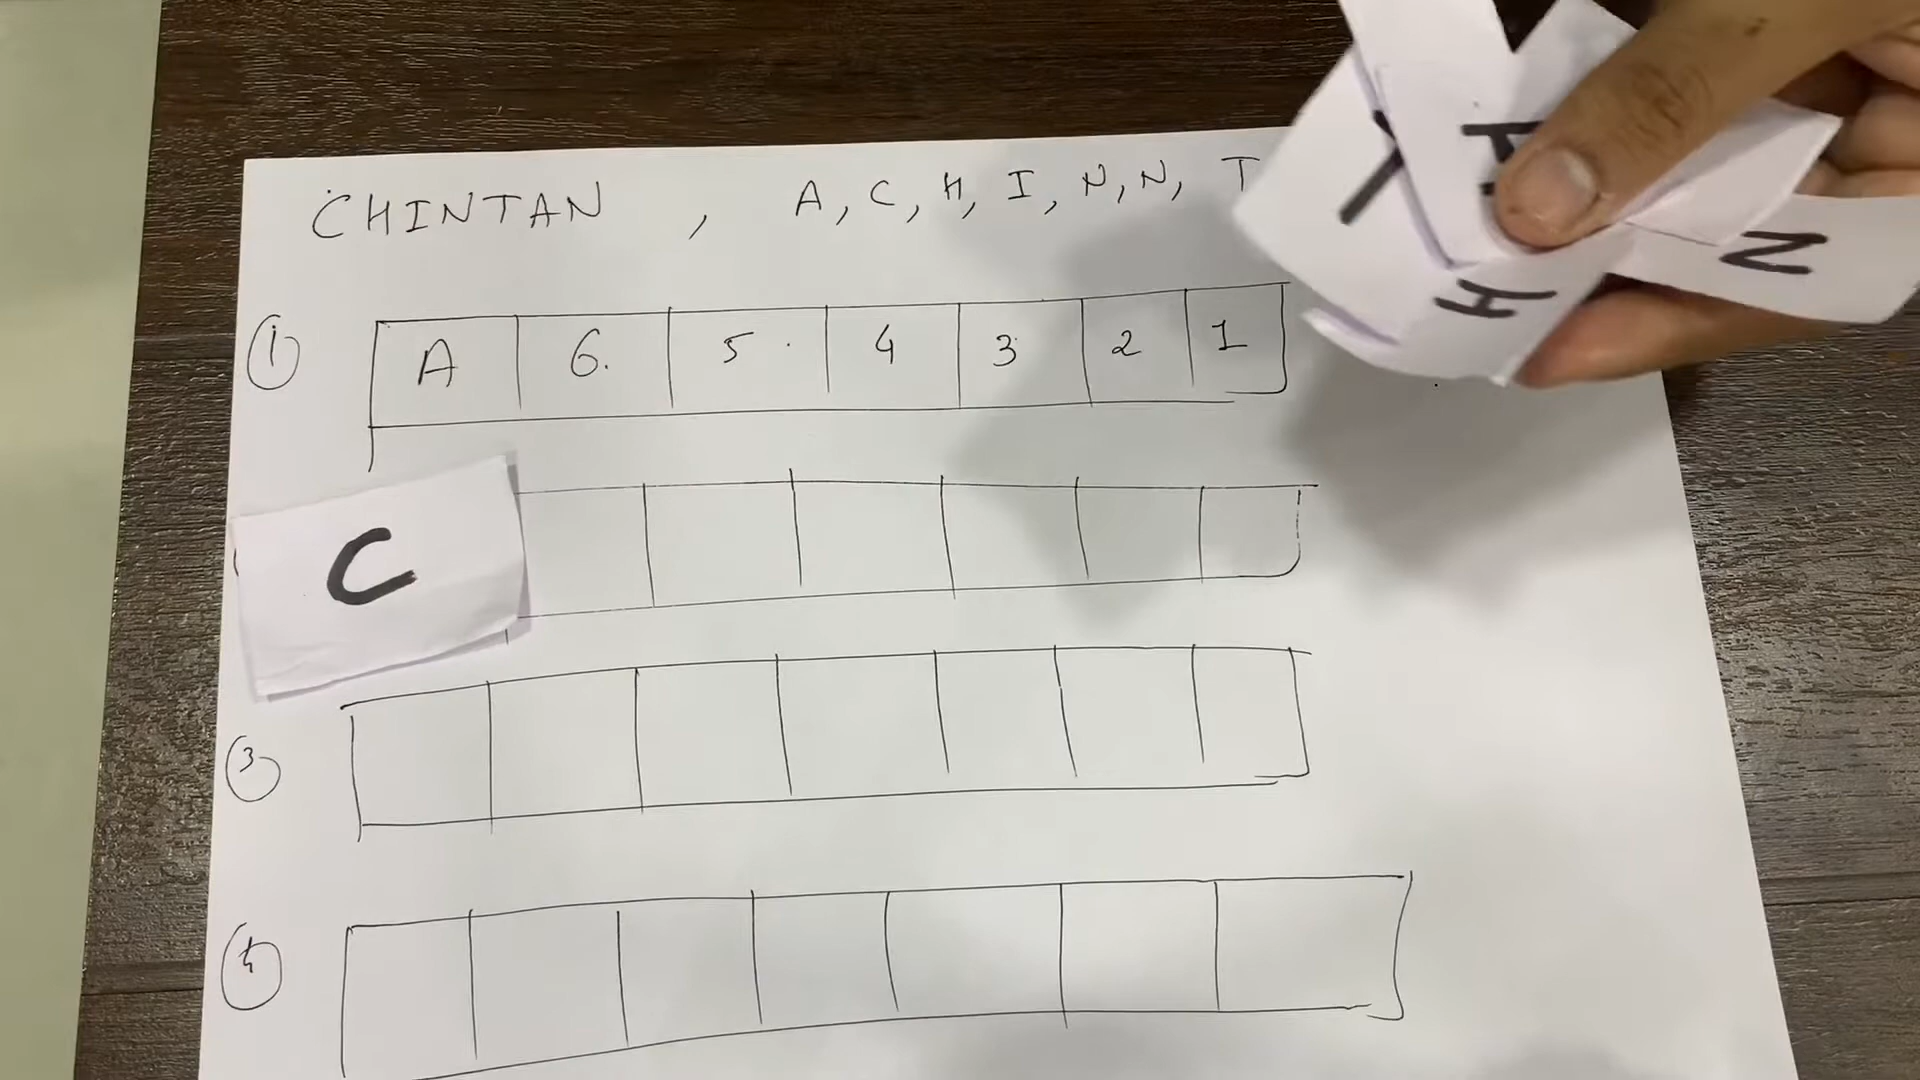 CHINTAN , A, C, H, I, N, N, T
① A 6. 5. 4 3 2 1
C
③
④
H
N